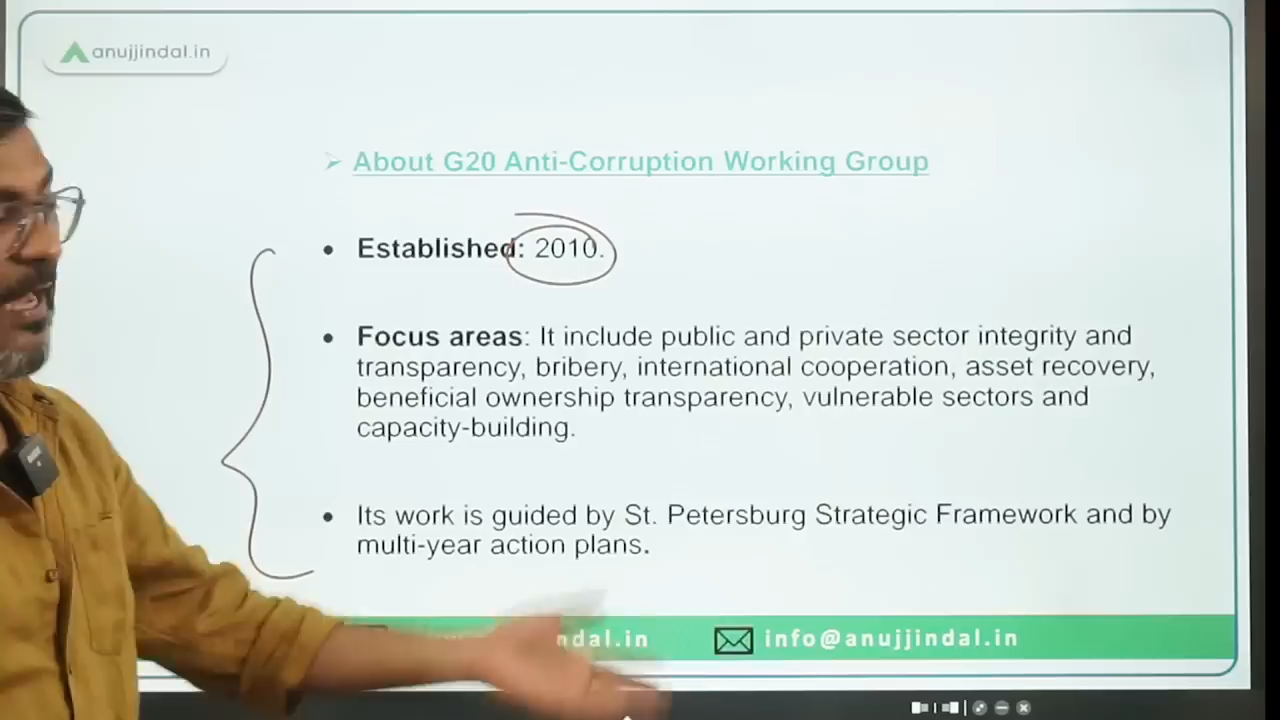 anujjindal.in
About G20 Anti-Corruption Working Group
Established: 2010.
Focus areas: It include public and private sector integrity and
transparency, bribery, international cooperation, asset recovery,
beneficial ownership transparency, vulnerable sectors and
capacity-building.
Its work is guided by St. Petersburg Strategic Framework and by
multi-year action plans.
ndal.in info@anujjindal.in